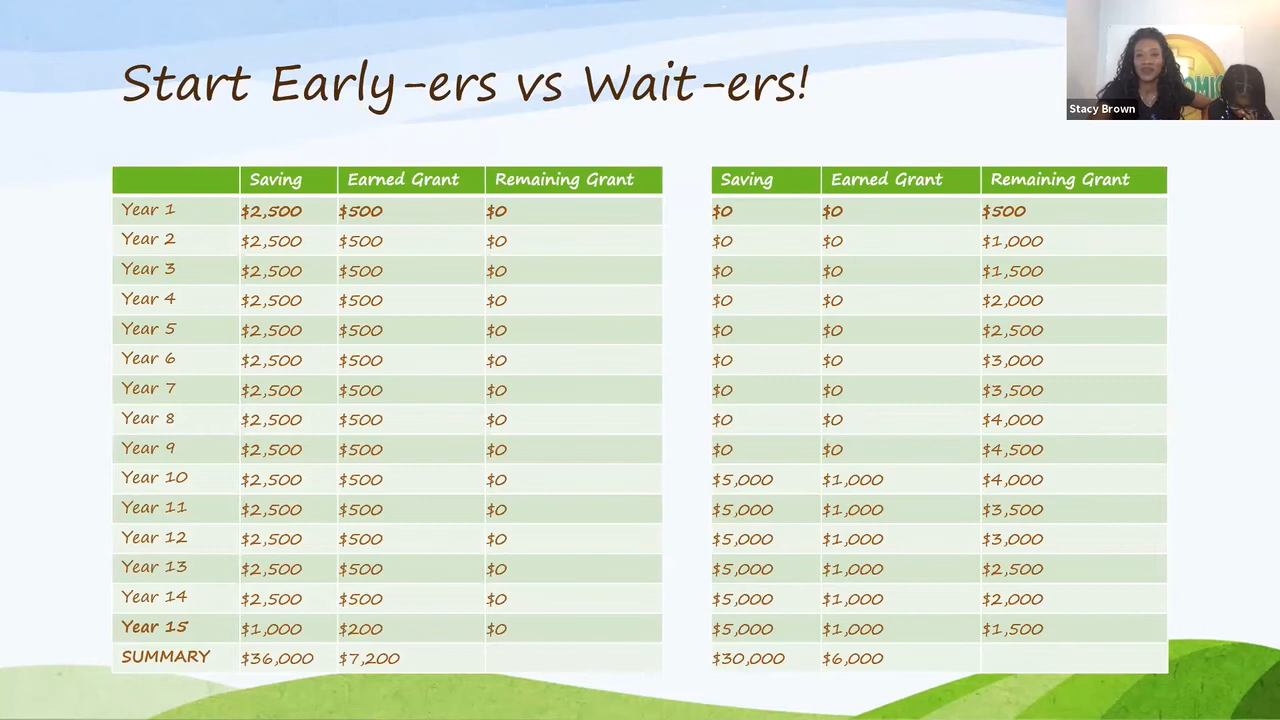 Start Early-ers vs Wait-ers!
Stacy Brown
Saving Earned Grant Remaining Grant Saving Earned Grant Remaining Grant
Year 1 $2,500 $500 $0 $0 $0 $500
Year 2 $2,500 $500 $0 $0 $0 $1,000
Year 3 $2,500 $500 $0 $0 $0 $1,500
Year 4 $2,500 $500 $0 $0 $0 $2,000
Year 5 $2,500 $500 $0 $0 $0 $2,500
Year 6 $2,500 $500 $0 $0 $0 $3,000
Year 7 $2,500 $500 $0 $0 $0 $3,500
Year 8 $2,500 $500 $0 $0 $0 $4,000
Year 9 $2,500 $500 $0 $0 $0 $4,500
Year 10 $2,500 $500 $0 $5,000 $1,000 $4,000
Year 11 $2,500 $500 $0 $5,000 $1,000 $3,500
Year 12 $2,500 $500 $0 $5,000 $1,000 $3,000
Year 13 $2,500 $500 $0 $5,000 $1,000 $2,500
Year 14 $2,500 $500 $0 $5,000 $1,000 $2,000
Year 15 $1,000 $200 $0 $5,000 $1,000 $1,500
SUMMARY $36,000 $7,200 $30,000 $6,000